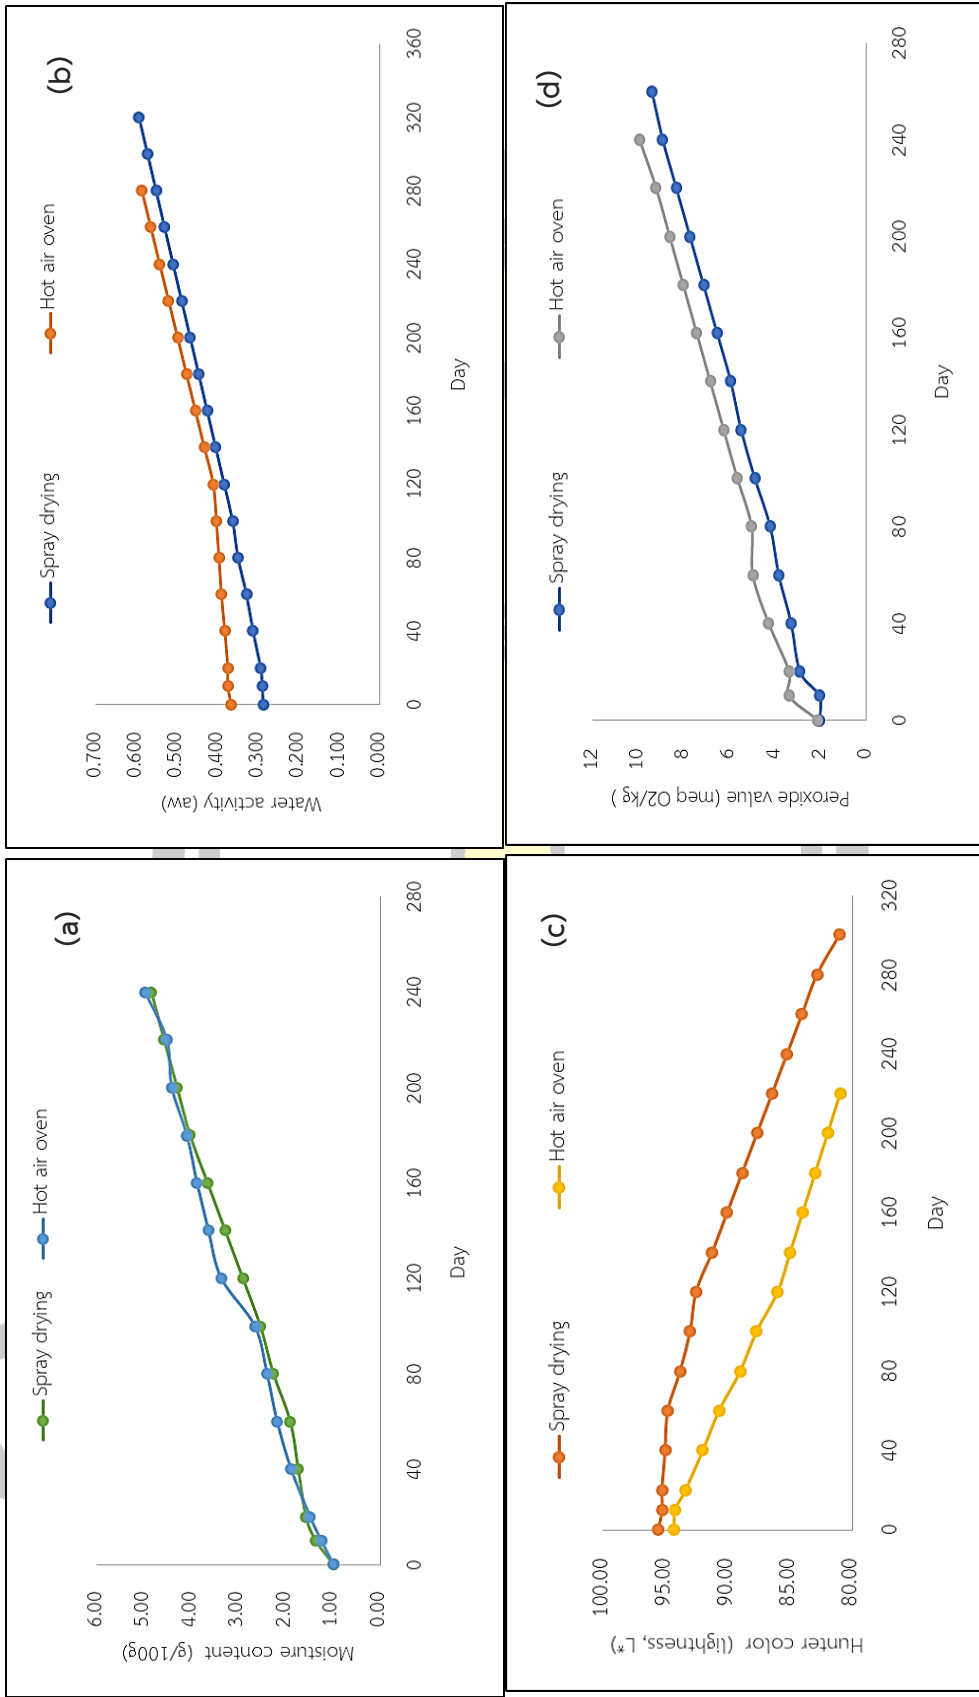 (a)
Spray drying
Hot air oven
Moisture content (g/100g)
6.00
5.00
4.00
3.00
2.00
1.00
0.00
0 40 80 120 160 200 240 280
Day
(b)
Spray drying
Hot air oven
Water activity (aw)
0.700
0.600
0.500
0.400
0.300
0.200
0.100
0.000
0 40 80 120 160 200 240 280 320 360
Day
(c)
Spray drying
Hot air oven
Hunter color (lightness, L*)
100.00
95.00
90.00
85.00
80.00
0 40 80 120 160 200 240 280 320
Day
(d)
Spray drying
Hot air oven
Peroxide value (meq O2/kg )
12
10
8
6
4
2
0
0 40 80 120 160 200 240 280
Day